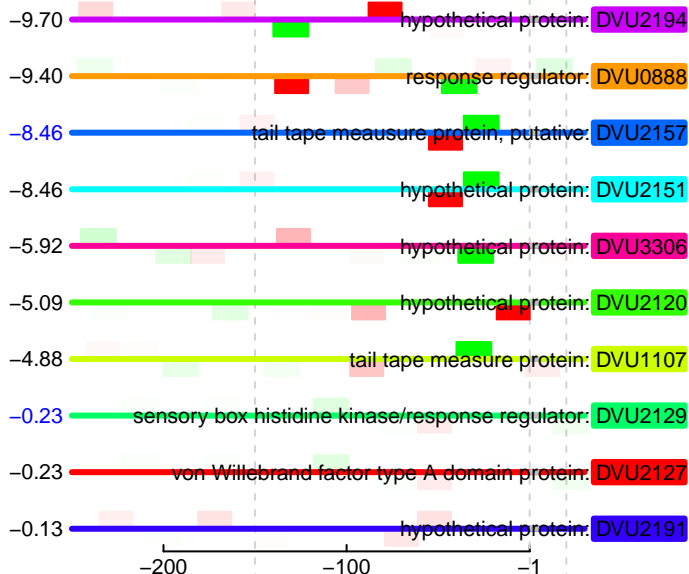 −9.70 hypothetical protein: DVU2194
−9.40 response regulator: DVU0888
−8.46 tail tape meausure protein, putative: DVU2157
−8.46 hypothetical protein: DVU2151
−5.92 hypothetical protein: DVU3306
−5.09 hypothetical protein: DVU2120
−4.88 tail tape measure protein: DVU1107
−0.23 sensory box histidine kinase/response regulator: DVU2129
−0.23 von Willebrand factor type A domain protein: DVU2127
−0.13 hypothetical protein: DVU2191
−200 −100 −1